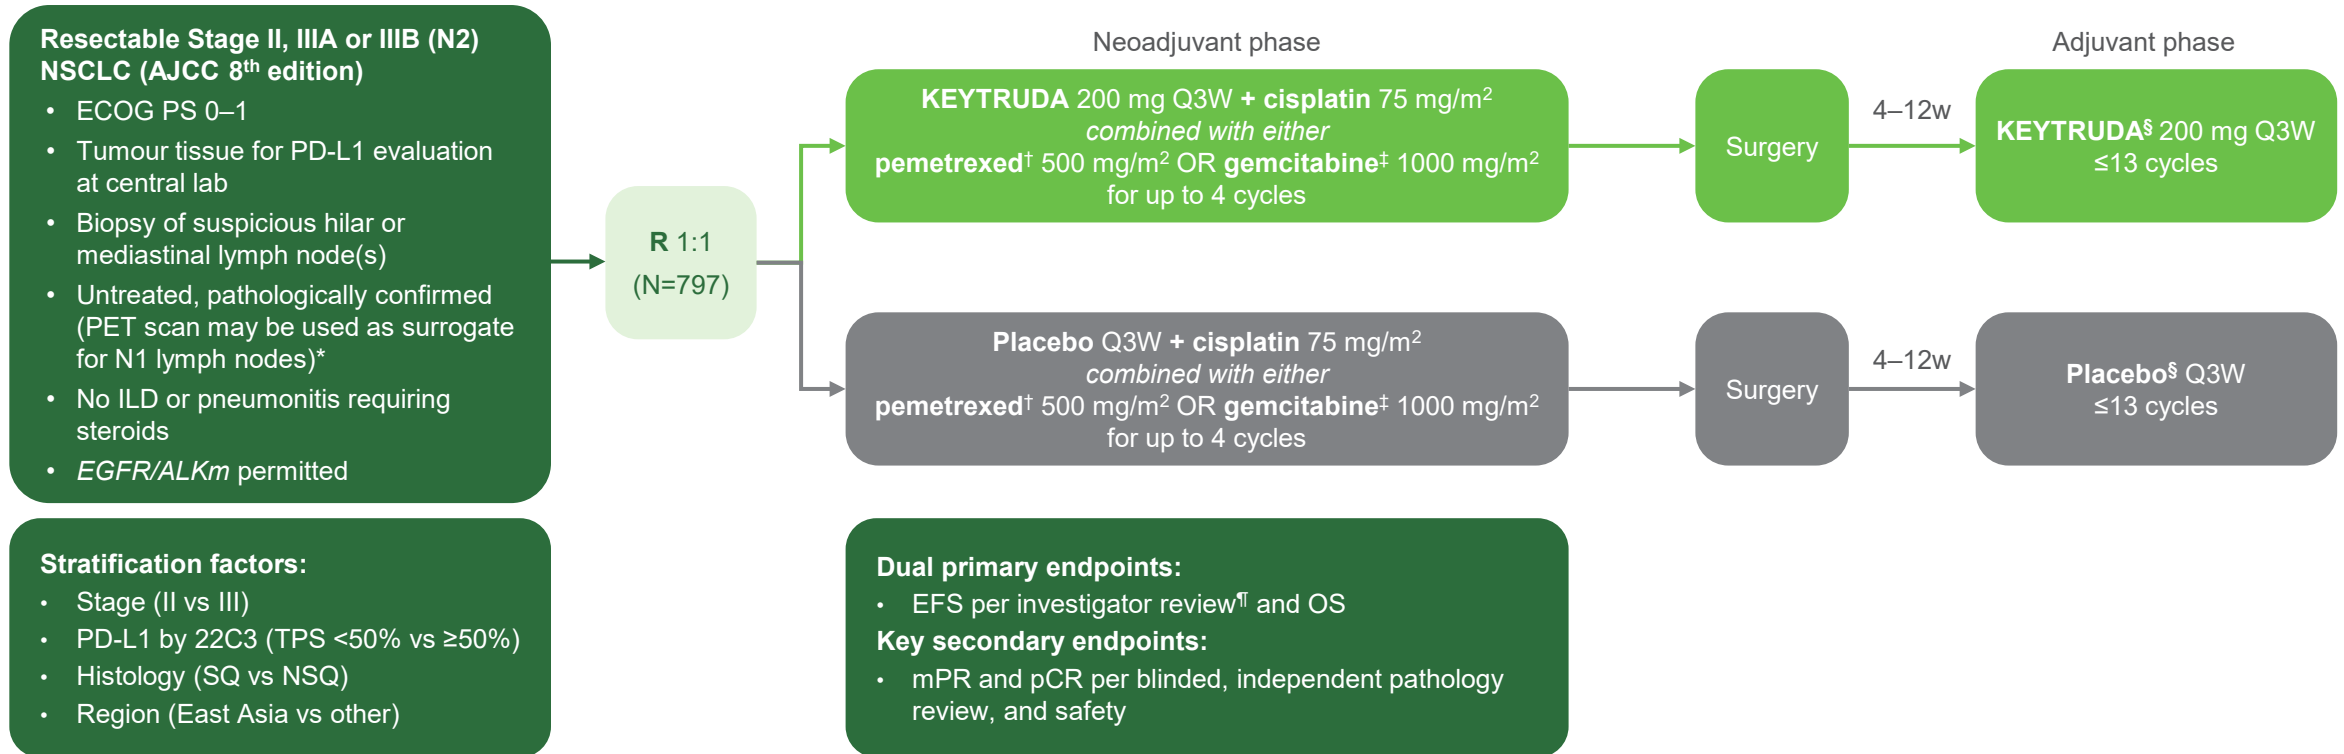 Resectable Stage II, IIIA or IIIB (N2)
NSCLC (AJCC 8th edition)
• ECOG PS 0–1
• Tumour tissue for PD-L1 evaluation
at central lab
• Biopsy of suspicious hilar or
mediastinal lymph node(s)
• Untreated, pathologically confirmed
(PET scan may be used as surrogate
for N1 lymph nodes)*
• No ILD or pneumonitis requiring
steroids
• EGFR/ALKm permitted
R 1:1
(N=797)
Neoadjuvant phase
KEYTRUDA 200 mg Q3W + cisplatin 75 mg/m²
combined with either
pemetrexed† 500 mg/m² OR gemcitabine‡ 1000 mg/m²
for up to 4 cycles
Surgery
4–12w
Adjuvant phase
KEYTRUDA§ 200 mg Q3W
≤13 cycles
Placebo Q3W + cisplatin 75 mg/m²
combined with either
pemetrexed† 500 mg/m² OR gemcitabine‡ 1000 mg/m²
for up to 4 cycles
Surgery
4–12w
Placebo§ Q3W
≤13 cycles
Stratification factors:
• Stage (II vs III)
• PD-L1 by 22C3 (TPS <50% vs ≥50%)
• Histology (SQ vs NSQ)
• Region (East Asia vs other)
Dual primary endpoints:
• EFS per investigator review¶ and OS
Key secondary endpoints:
• mPR and pCR per blinded, independent pathology
review, and safety